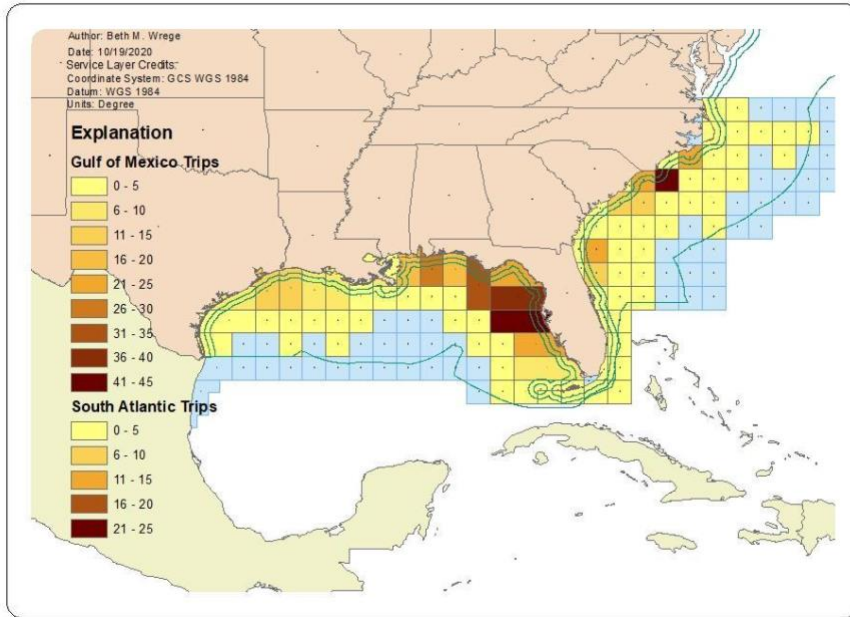 Author: Beth M. Wrege
Date: 10/19/2020
Service Layer Credits:
Coordinate System: GCS WGS 1984
Datum: WGS 1984
Units: Degree
Explanation
Gulf of Mexico Trips
0 - 5
6 - 10
11 - 15
16 - 20
21 - 25
26 - 30
31 - 35
36 - 40
41 - 45
South Atlantic Trips
0 - 5
6 - 10
11 - 15
16 - 20
21 - 25